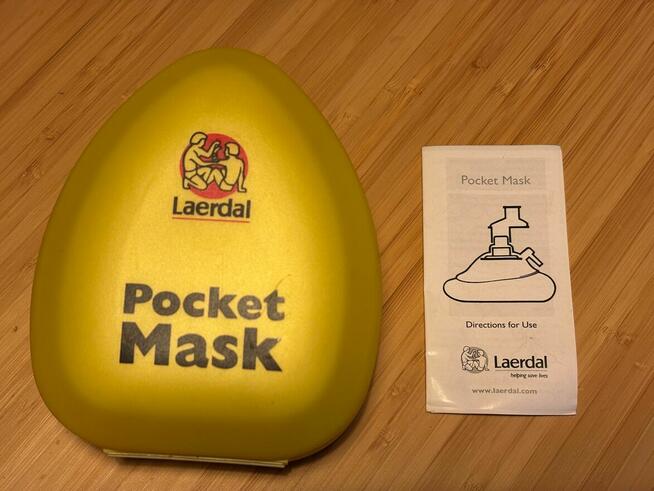 Laerdal
Pocket
Mask
Pocket Mask
Directions for Use
Laerdal
helping save lives
www.laerdal.com